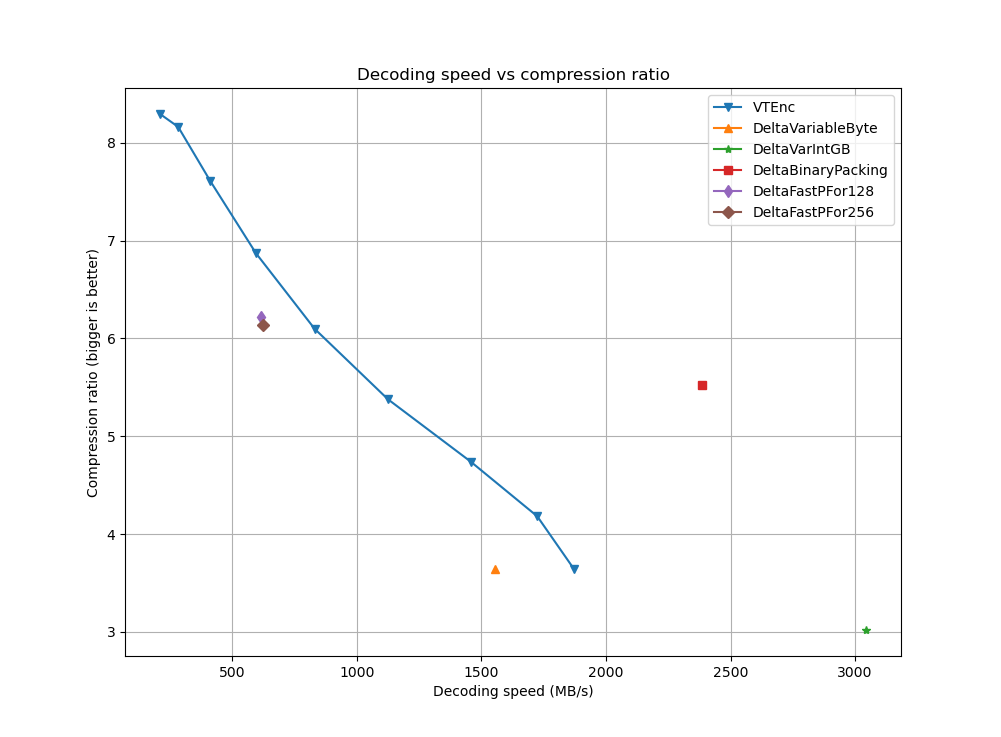 Decoding speed vs compression ratio
VTEnc
DeltaVariableByte
DeltaVarIntGB
DeltaBinaryPacking
DeltaFastPFor128
DeltaFastPFor256
Compression ratio (bigger is better)
8
7
6
5
4
3
500 1000 1500 2000 2500 3000
Decoding speed (MB/s)